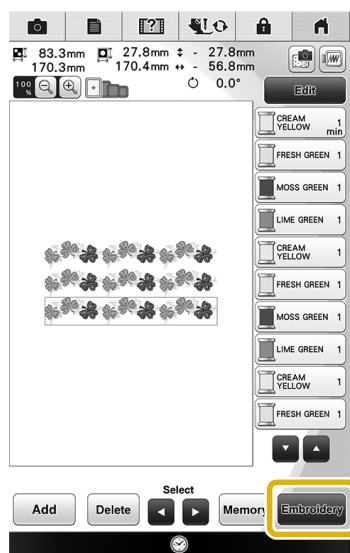 83.3mm 27.8mm ↕ - 27.8mm
170.3mm 170.4mm ↔ - 56.8mm
100 % 0.0°
Edit
CREAM YELLOW 1 min
FRESH GREEN 1
MOSS GREEN 1
LIME GREEN 1
CREAM YELLOW 1
FRESH GREEN 1
MOSS GREEN 1
LIME GREEN 1
CREAM YELLOW 1
FRESH GREEN 1
Select
Add Delete Memory Embroidery